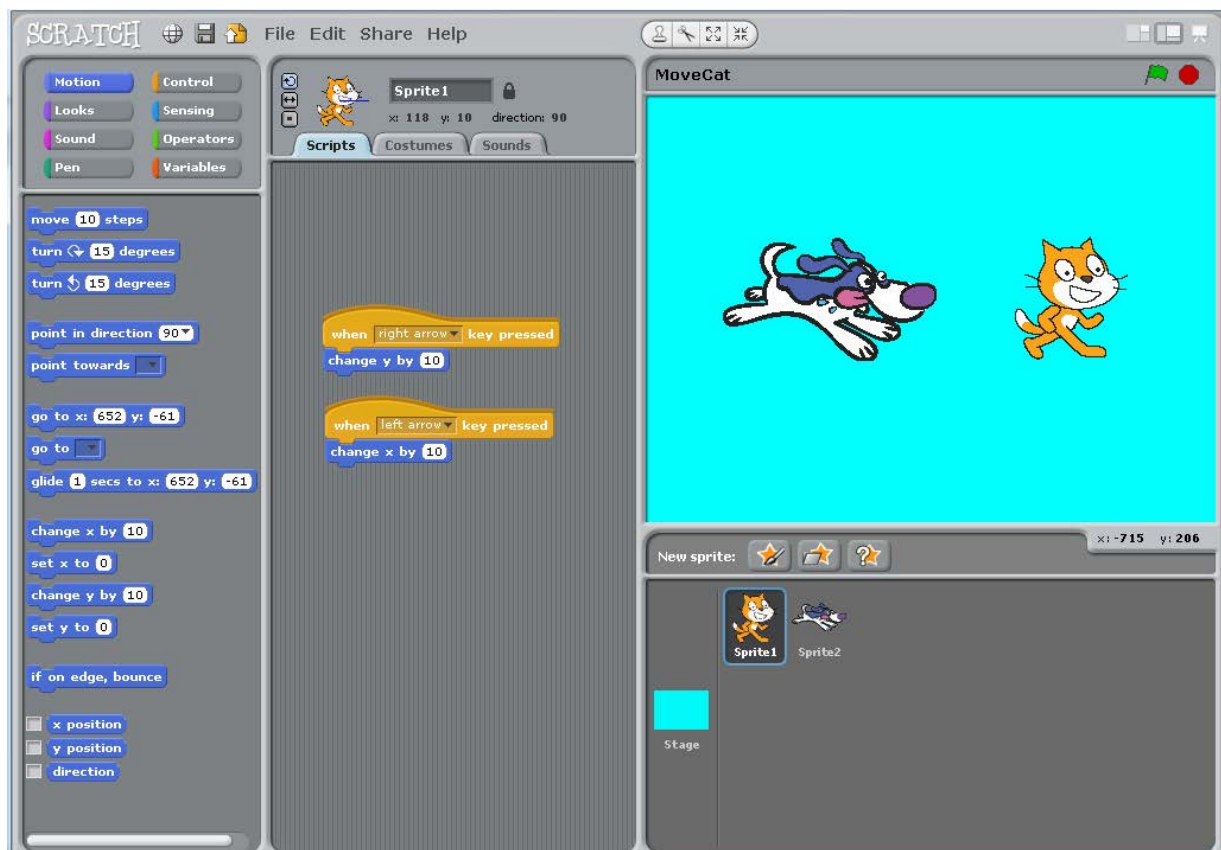 SCRATCH File Edit Share Help
Motion Control
Looks Sensing
Sound Operators
Pen Variables
move 10 steps
turn 15 degrees
turn 15 degrees
point in direction 90
point towards
go to x: 652 y: -61
go to
glide 1 secs to x: 652 y: -61
change x by 10
set x to 0
change y by 10
set y to 0
if on edge, bounce
x position
y position
direction
Sprite1
x: 118 y: 10 direction: 90
Scripts Costumes Sounds
when right arrow key pressed
change y by 10
when left arrow key pressed
change x by 10
MoveCat
x: -715 y: 206
New sprite:
Sprite1 Sprite2
Stage